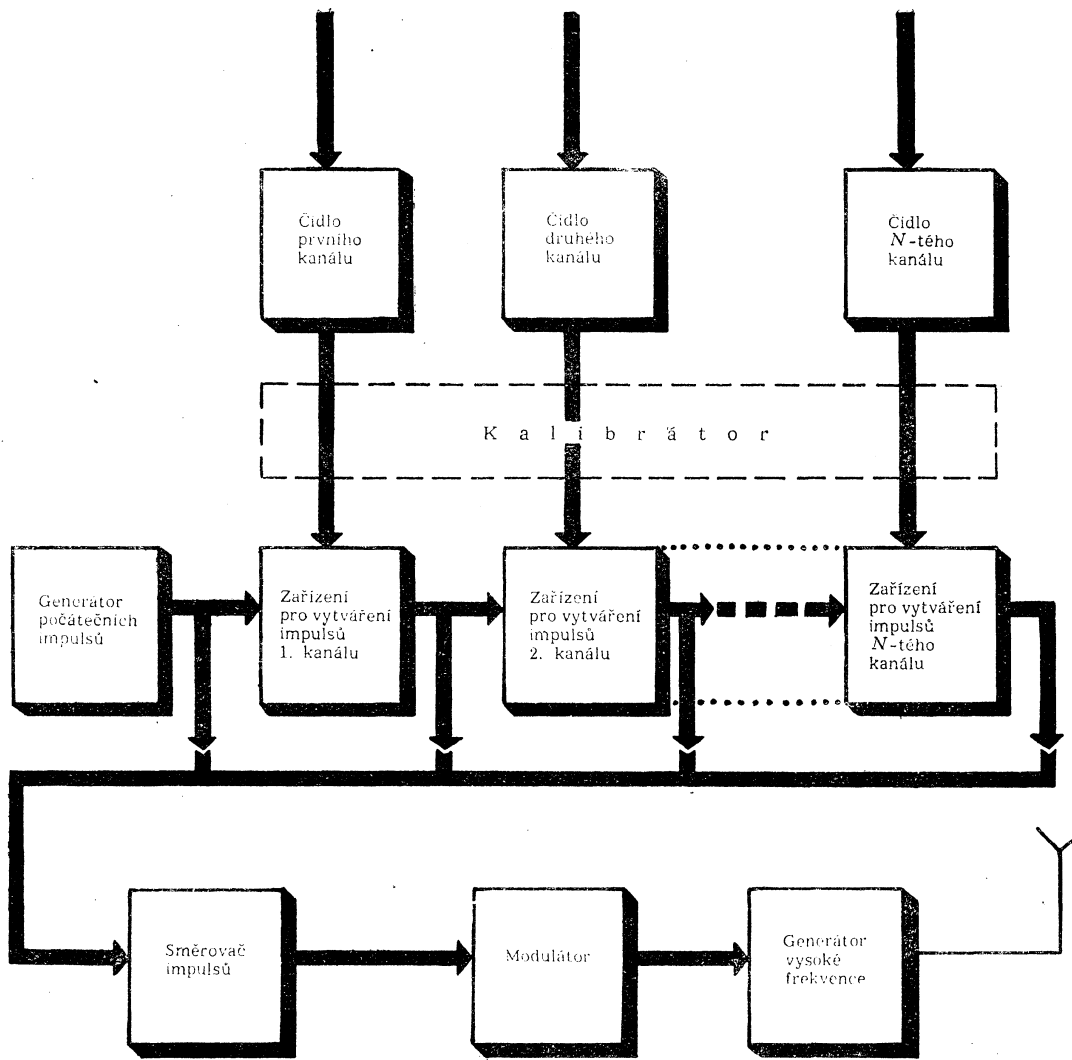 Čidlo
prvního
kanálu
Čidlo
druhého
kanálu
Čidlo
N-tého
kanálu
Kalibrátor
Generátor
počátečních
impulsů
Zařízení
pro vytváření
impulsů
1. kanálu
Zařízení
pro vytváření
impulsů
2. kanálu
Zařízení
pro vytváření
impulsů
N-tého
kanálu
Směrovač
impulsů
Modulátor
Generátor
vysoké
frekvence